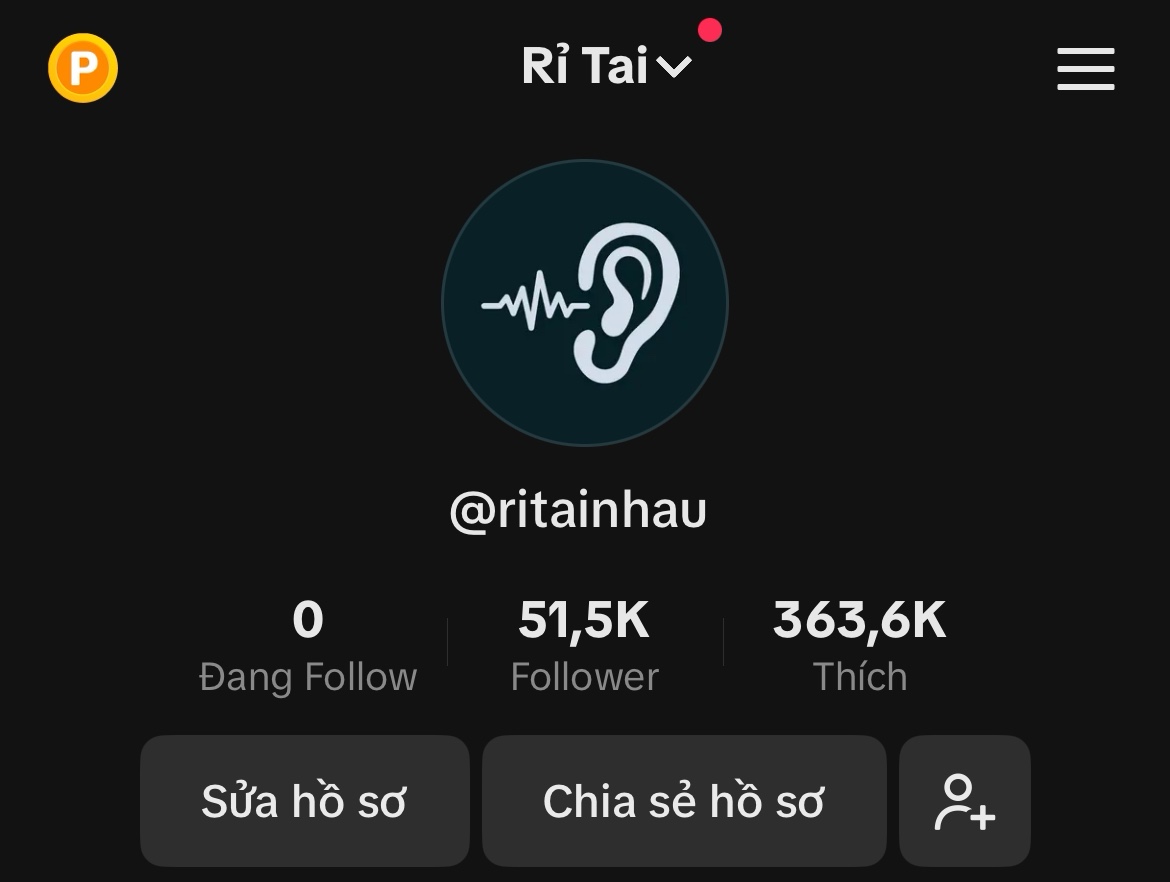 P
Rỉ Tai
@ritainhau
0 51,5K 363,6K
Đang Follow Follower Thích
Sửa hồ sơ Chia sẻ hồ sơ